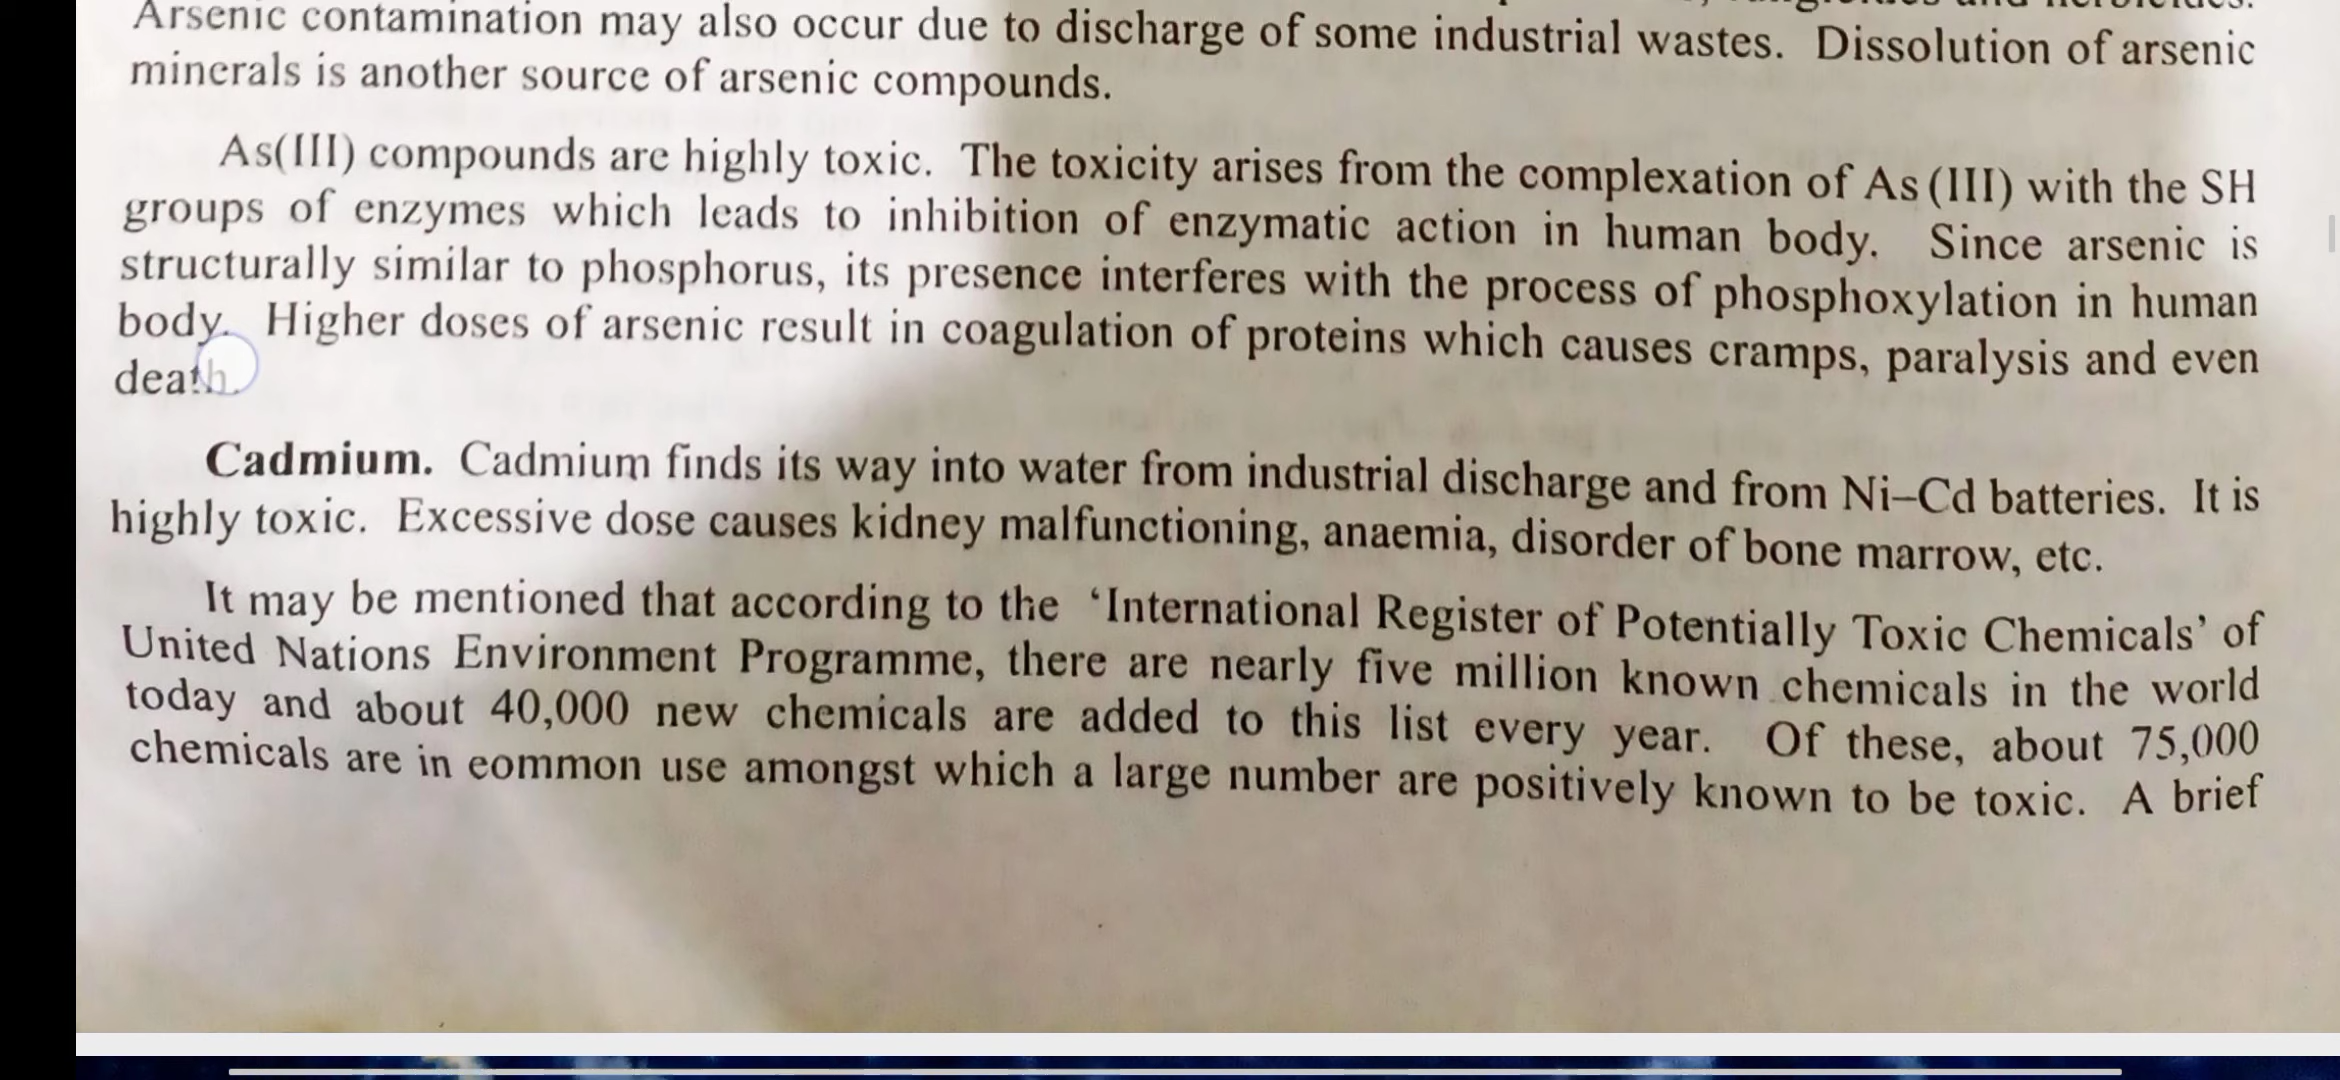 Arsenic contamination may also occur due to discharge of some industrial wastes. Dissolution of arsenic
minerals is another source of arsenic compounds.
As(III) compounds are highly toxic. The toxicity arises from the complexation of As (III) with the SH
groups of enzymes which leads to inhibition of enzymatic action in human body. Since arsenic is
structurally similar to phosphorus, its presence interferes with the process of phosphoxylation in human
body. Higher doses of arsenic result in coagulation of proteins which causes cramps, paralysis and even
death.
Cadmium. Cadmium finds its way into water from industrial discharge and from Ni–Cd batteries. It is
highly toxic. Excessive dose causes kidney malfunctioning, anaemia, disorder of bone marrow, etc.
It may be mentioned that according to the ‘International Register of Potentially Toxic Chemicals’ of
United Nations Environment Programme, there are nearly five million known chemicals in the world
today and about 40,000 new chemicals are added to this list every year. Of these, about 75,000
chemicals are in eommon use amongst which a large number are positively known to be toxic. A brief